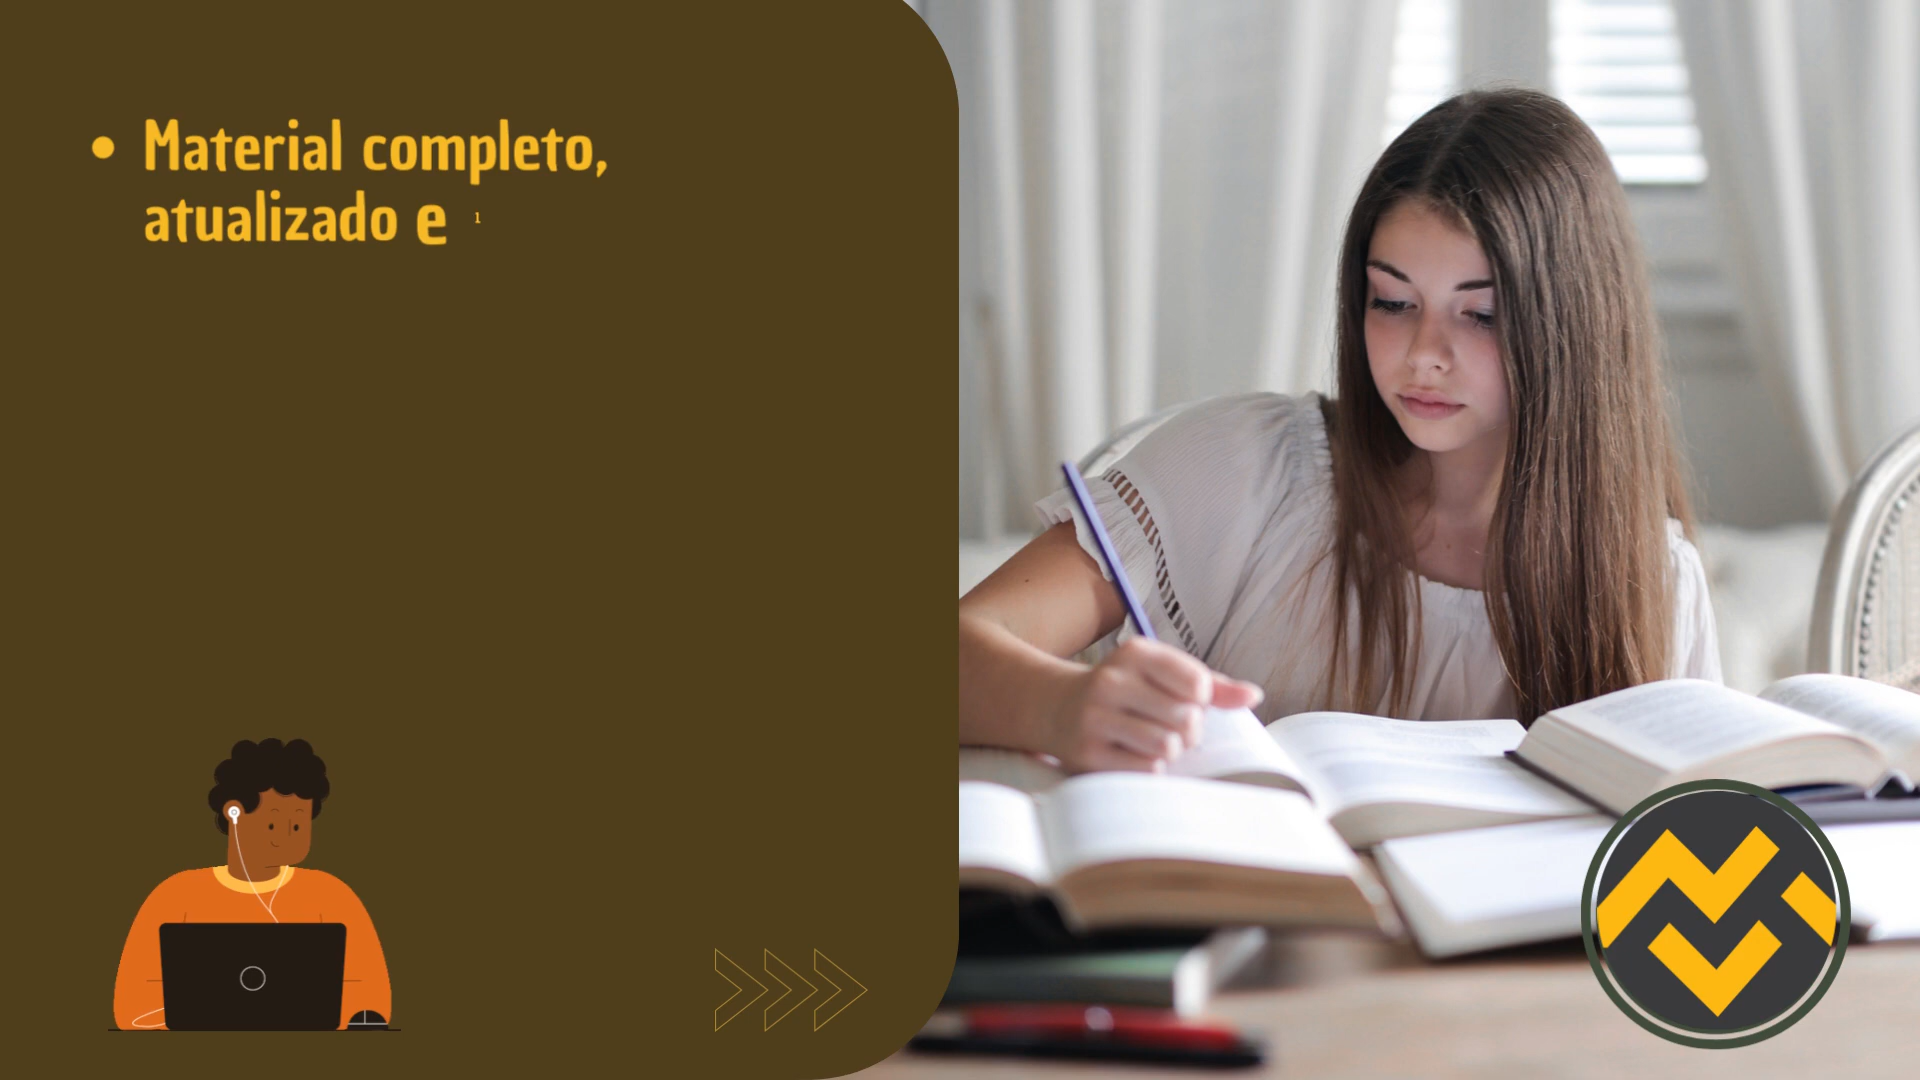 • Material completo,
atualizado e